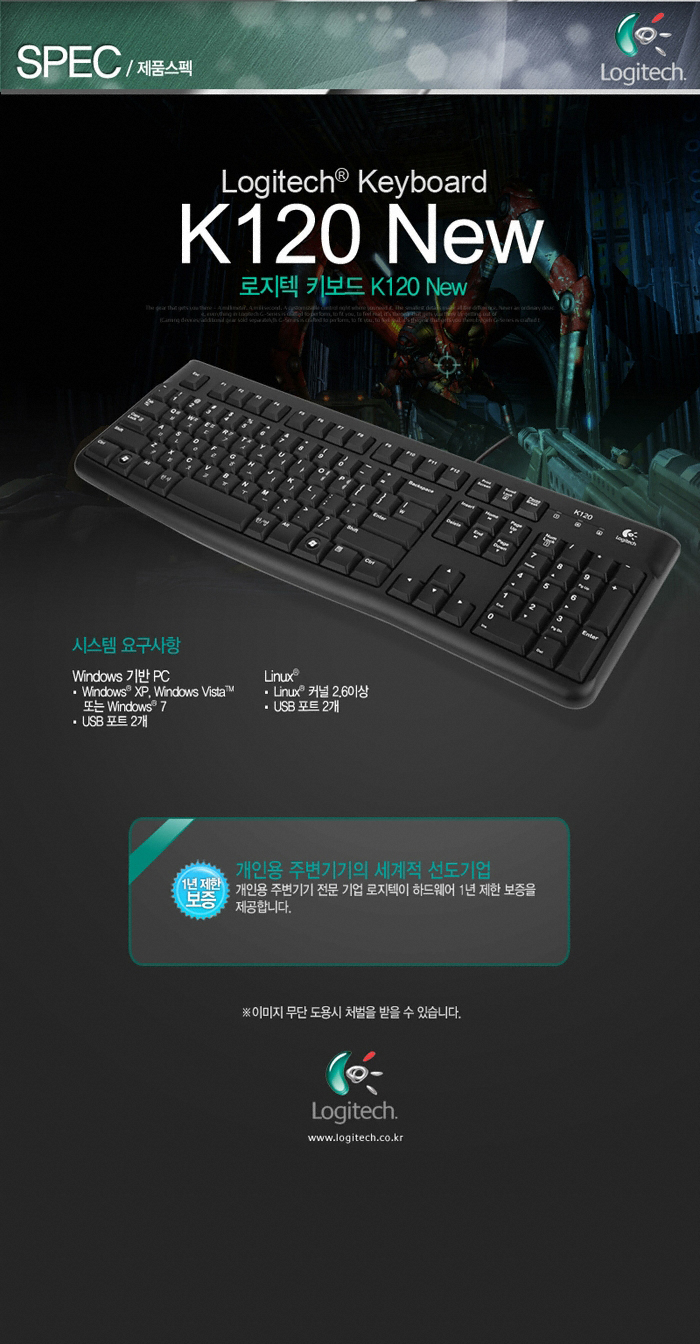 SPEC / 제품스펙
Logitech.
Logitech® Keyboard
K120 New
로지텍 키보드 K120 New
K120
Logitech
시스템 요구사항
Windows 기반 PC
• Windows® XP, Windows Vista™
또는 Windows® 7
• USB 포트 2개
Linux®
• Linux® 커널 2,6이상
• USB 포트 2개
1년 제한
보증
개인용 주변기기의 세계적 선도기업
개인용 주변기기 전문 기업 로지텍이 하드웨어 1년 제한 보증을
제공합니다.
※이미지 무단 도용시 처벌을 받을 수 있습니다.
Logitech.
www.logitech.co.kr